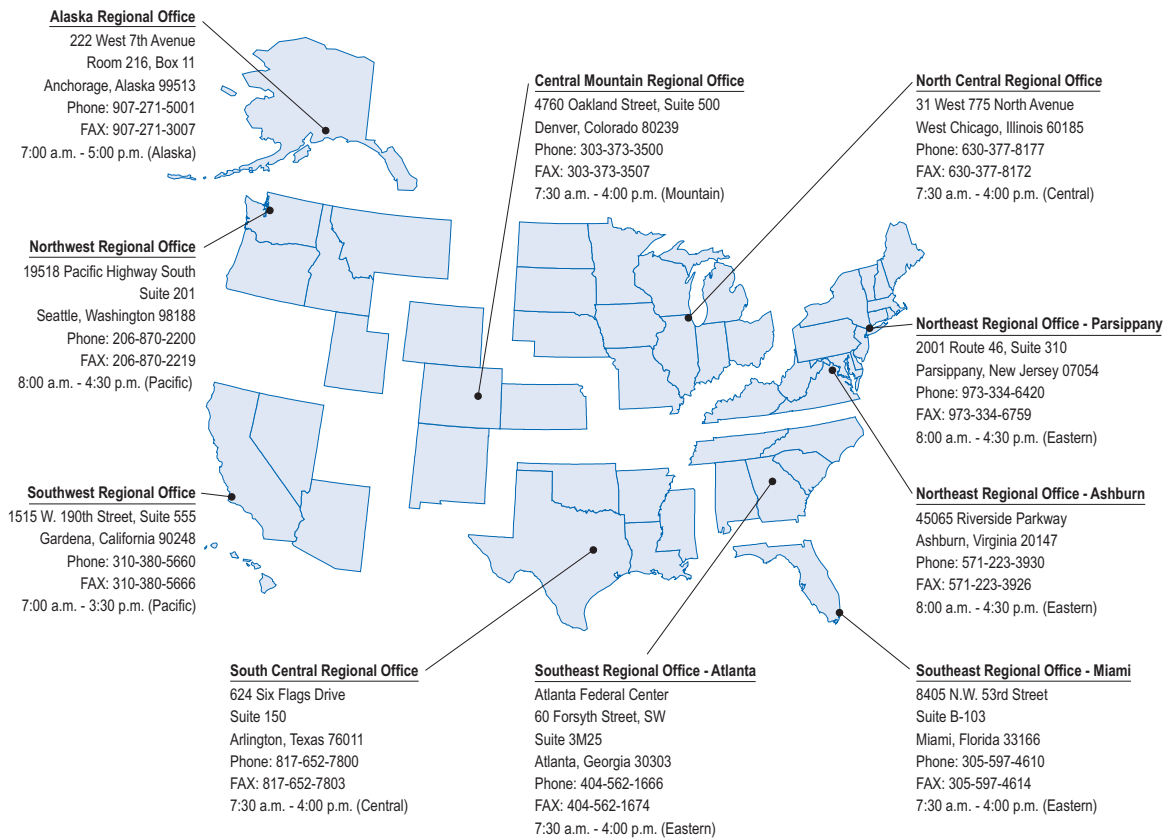 Alaska Regional Office
222 West 7th Avenue
Room 216, Box 11
Anchorage, Alaska 99513
Phone: 907-271-5001
FAX: 907-271-3007
7:00 a.m. - 5:00 p.m. (Alaska)
Central Mountain Regional Office
4760 Oakland Street, Suite 500
Denver, Colorado 80239
Phone: 303-373-3500
FAX: 303-373-3507
7:30 a.m. - 4:00 p.m. (Mountain)
North Central Regional Office
31 West 775 North Avenue
West Chicago, Illinois 60185
Phone: 630-377-8177
FAX: 630-377-8172
7:30 a.m. - 4:00 p.m. (Central)
Northwest Regional Office
19518 Pacific Highway South
Suite 201
Seattle, Washington 98188
Phone: 206-870-2200
FAX: 206-870-2219
8:00 a.m. - 4:30 p.m. (Pacific)
Northeast Regional Office - Parsippany
2001 Route 46, Suite 310
Parsippany, New Jersey 07054
Phone: 973-334-6420
FAX: 973-334-6759
8:00 a.m. - 4:30 p.m. (Eastern)
Southwest Regional Office
1515 W. 190th Street, Suite 555
Gardena, California 90248
Phone: 310-380-5660
FAX: 310-380-5666
7:00 a.m. - 3:30 p.m. (Pacific)
Northeast Regional Office - Ashburn
45065 Riverside Parkway
Ashburn, Virginia 20147
Phone: 571-223-3930
FAX: 571-223-3926
8:00 a.m. - 4:30 p.m. (Eastern)
South Central Regional Office
624 Six Flags Drive
Suite 150
Arlington, Texas 76011
Phone: 817-652-7800
FAX: 817-652-7803
7:30 a.m. - 4:00 p.m. (Central)
Southeast Regional Office - Atlanta
Atlanta Federal Center
60 Forsyth Street, SW
Suite 3M25
Atlanta, Georgia 30303
Phone: 404-562-1666
FAX: 404-562-1674
7:30 a.m. - 4:00 p.m. (Eastern)
Southeast Regional Office - Miami
8405 N.W. 53rd Street
Suite B-103
Miami, Florida 33166
Phone: 305-597-4610
FAX: 305-597-4614
7:30 a.m. - 4:00 p.m. (Eastern)